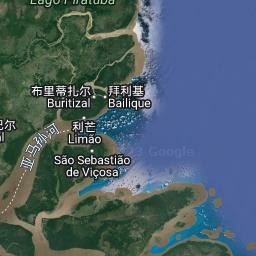 Lago Piratuba
布里蒂扎尔
Buritizal
拜利基
Bailique
亚马孙河
利芒
Limão
São Sebastião
de Viçosa
Google